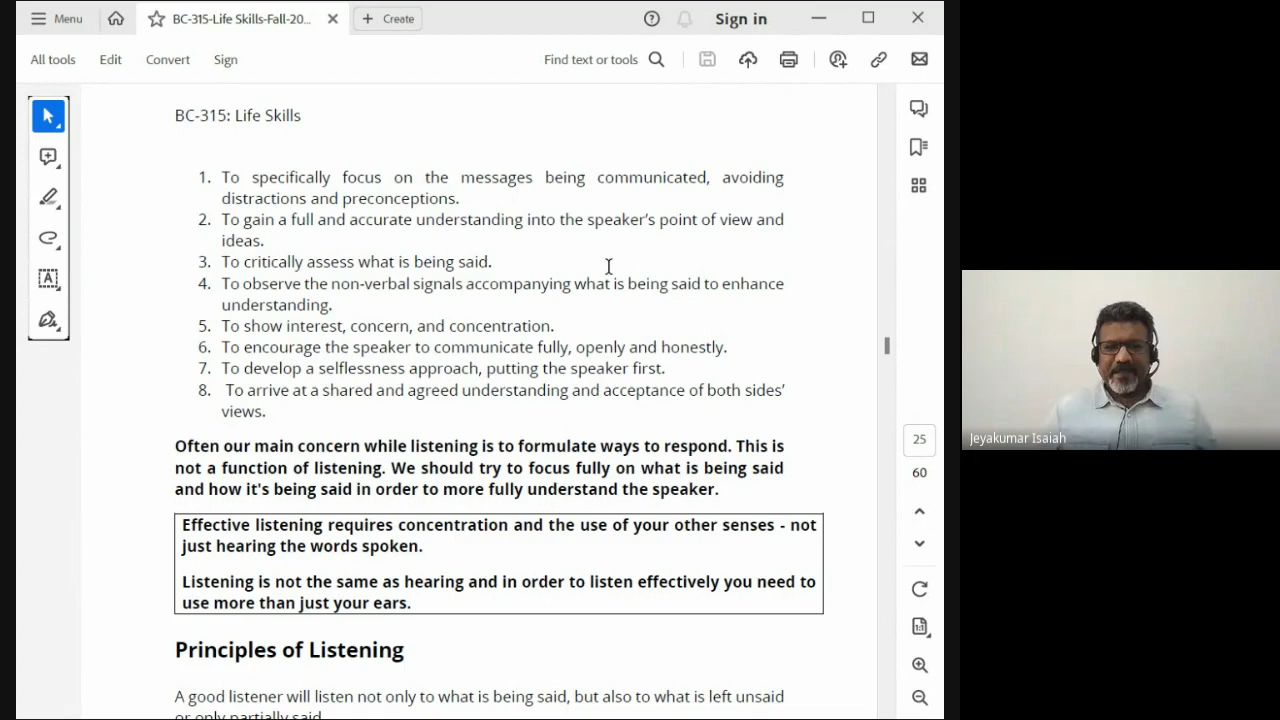 Menu
BC-315-Life Skills-Fall-20...
Create
Sign in
All tools
Edit
Convert
Sign
Find text or tools
BC-315: Life Skills
1. To specifically focus on the messages being communicated, avoiding
distractions and preconceptions.
2. To gain a full and accurate understanding into the speaker's point of view and
ideas.
3. To critically assess what is being said.
4. To observe the non-verbal signals accompanying what is being said to enhance
understanding.
5. To show interest, concern, and concentration.
6. To encourage the speaker to communicate fully, openly and honestly.
7. To develop a selflessness approach, putting the speaker first.
8. To arrive at a shared and agreed understanding and acceptance of both sides'
views.
Often our main concern while listening is to formulate ways to respond. This is
not a function of listening. We should try to focus fully on what is being said
and how it's being said in order to more fully understand the speaker.
Effective listening requires concentration and the use of your other senses - not
just hearing the words spoken.
Listening is not the same as hearing and in order to listen effectively you need to
use more than just your ears.
Principles of Listening
A good listener will listen not only to what is being said, but also to what is left unsaid
or only partially said.
25
60
1:1
Jeyakumar Isaiah